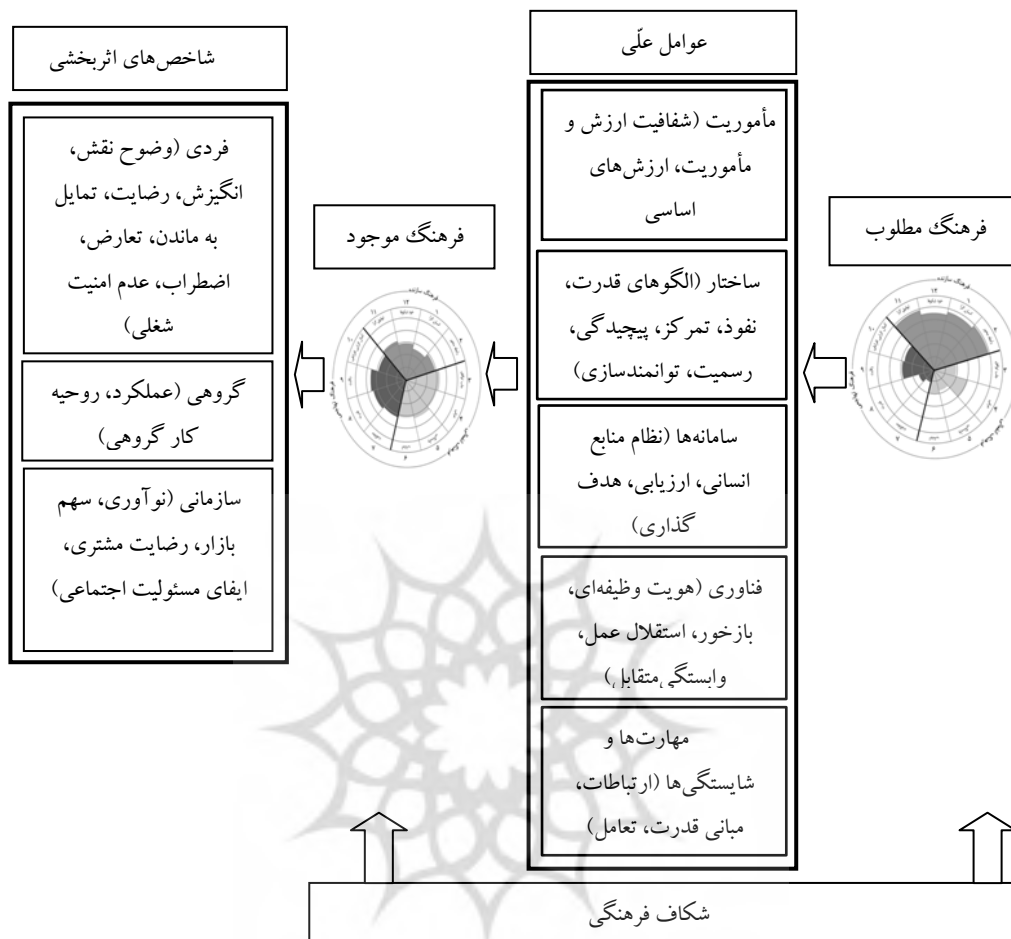 عوامل علّی
شاخص‌های اثربخشی
مأموریت (شفافیت ارزش و
مأموریت، ارزش‌های
اساسی
ساختار (الگوهای قدرت،
نفوذ، تمرکز، پیچیدگی،
رسمیت، توانمندسازی)
سامانه‌ها (نظام منابع
انسانی، ارزیابی، هدف
گذاری)
فناوری (هویت وظیفه‌ای،
بازخور، استقلال عمل،
وابستگی متقابل)
مهارت‌ها و
شایستگی‌ها (ارتباطات،
مبانی قدرت، تعامل)
فرهنگ مطلوب
فرهنگ موجود
فردی (وضوح نقش،
انگیزش، رضایت، تمایل
به ماندن، تعارض،
اضطراب، عدم امنیت
شغلی)
گروهی (عملکرد، روحیه
کار گروهی)
سازمانی (نوآوری، سهم
بازار، رضایت مشتری،
ایفای مسئولیت اجتماعی)
شکاف فرهنگی